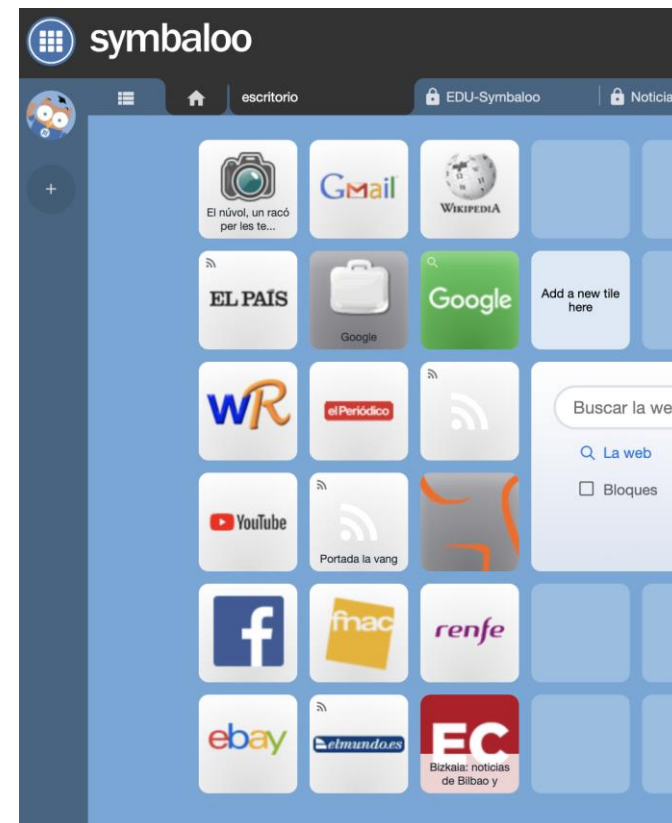 symbaloo
escritorio
EDU-Symbaloo
Noticia
El núvol, un racó
per les te...
Gmail
WIKIPEDIA
EL PAÍS
Google
Google
Add a new tile
here
WR
el Periódico
Buscar la we
La web
Bloques
YouTube
Portada la vang
f
fnac
renfe
ebay
elmundo.es
EC
Bizkaia: noticias
de Bilbao y